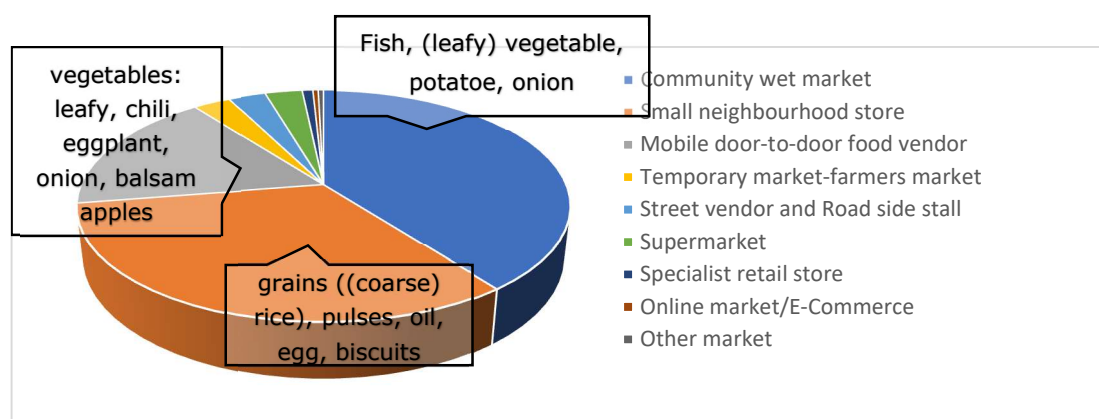 Fish, (leafy) vegetable,
potatoe, onion
vegetables:
leafy, chili,
eggplant,
onion, balsam
apples
grains ((coarse)
rice), pulses, oil,
egg, biscuits
Community wet market
Small neighbourhood store
Mobile door-to-door food vendor
Temporary market-farmers market
Street vendor and Road side stall
Supermarket
Specialist retail store
Online market/E-Commerce
Other market